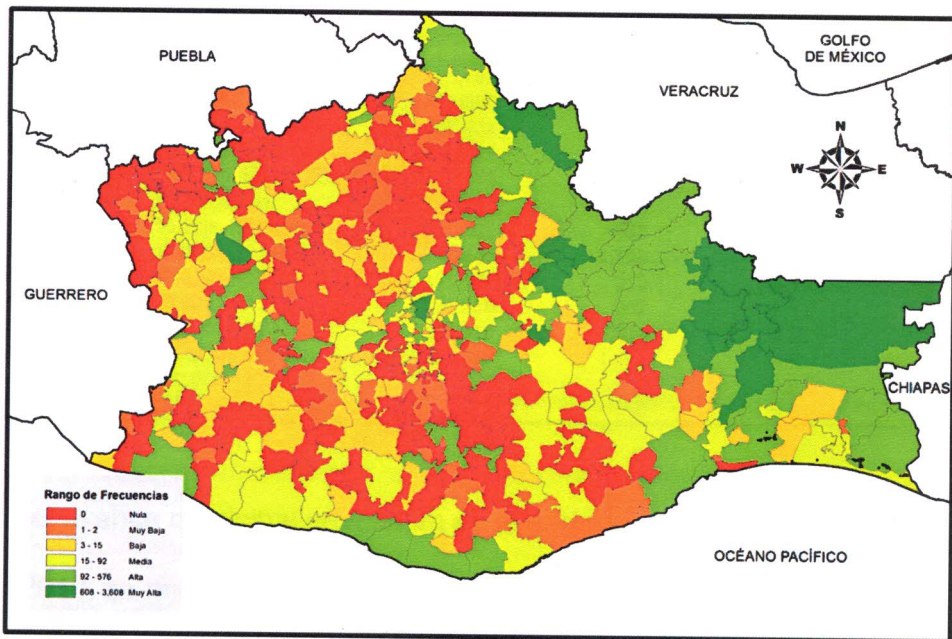 PUEBLA
GOLFO
DE MÉXICO
VERACRUZ
N
W E
S
GUERRERO
CHIAPAS
Rango de Frecuencias
0 Nula
1 - 2 Muy Baja
3 - 15 Baja
15 - 92 Media
92 - 576 Alta
608 - 3,608 Muy Alta
OCÉANO PACÍFICO